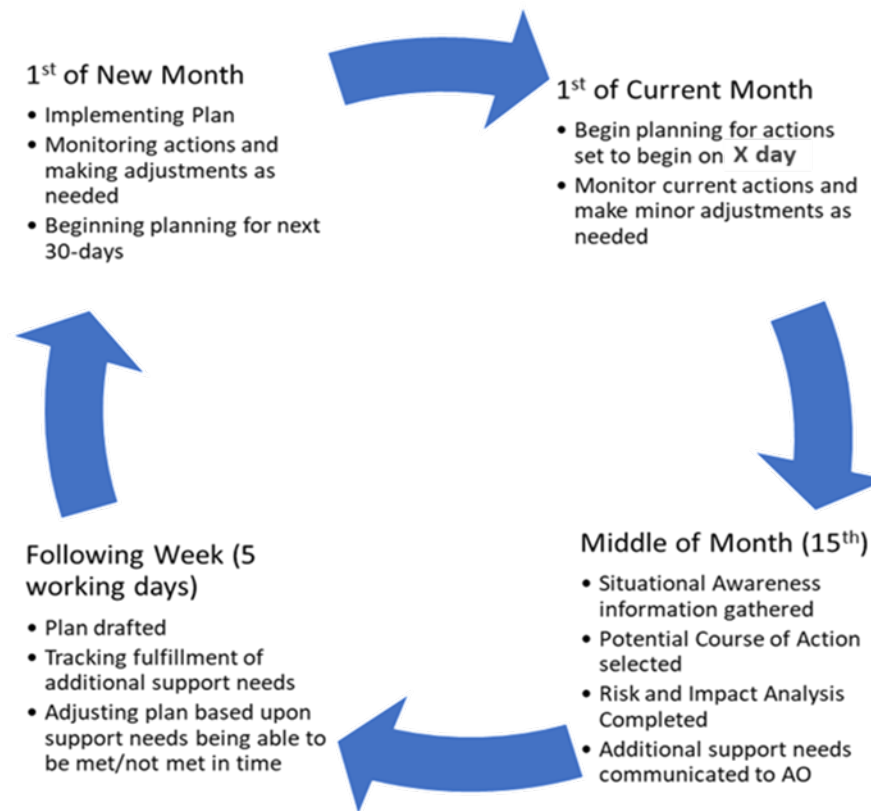 1st of New Month
• Implementing Plan
• Monitoring actions and
making adjustments as
needed
• Beginning planning for next
30-days
1st of Current Month
• Begin planning for actions
set to begin on X day
• Monitor current actions and
make minor adjustments as
needed
Middle of Month (15th)
• Situational Awareness
information gathered
• Potential Course of Action
selected
• Risk and Impact Analysis
Completed
• Additional support needs
communicated to AO
Following Week (5
working days)
• Plan drafted
• Tracking fulfillment of
additional support needs
• Adjusting plan based upon
support needs being able to
be met/not met in time